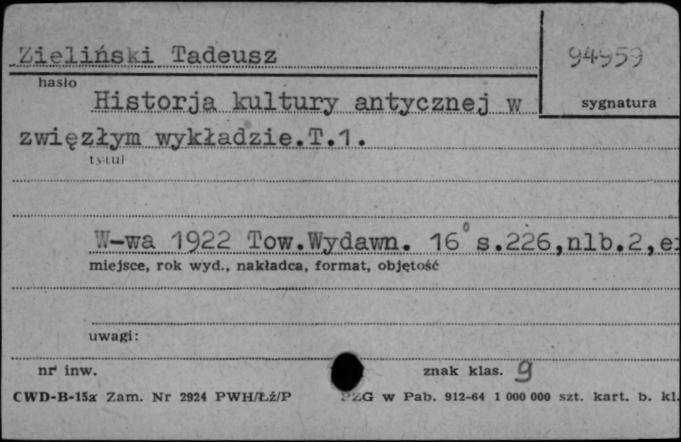 Zieliński Tadeusz
94959
hasło
Historja kultury antycznej w
sygnatura
zwięzłym wykładzie.T.1.
tytuł
W-wa 1922 Tow.Wydawn. 16° s.226,nlb.2,
miejsce, rok wyd., nakładca, format, objętość
uwagi:
nr inw.
znak klas. 9
CWD-B-15a Zam. Nr 2924 PWH/Łź/P
PZG w Pab. 912-64 1 000 000 szt. kart. b. kl.